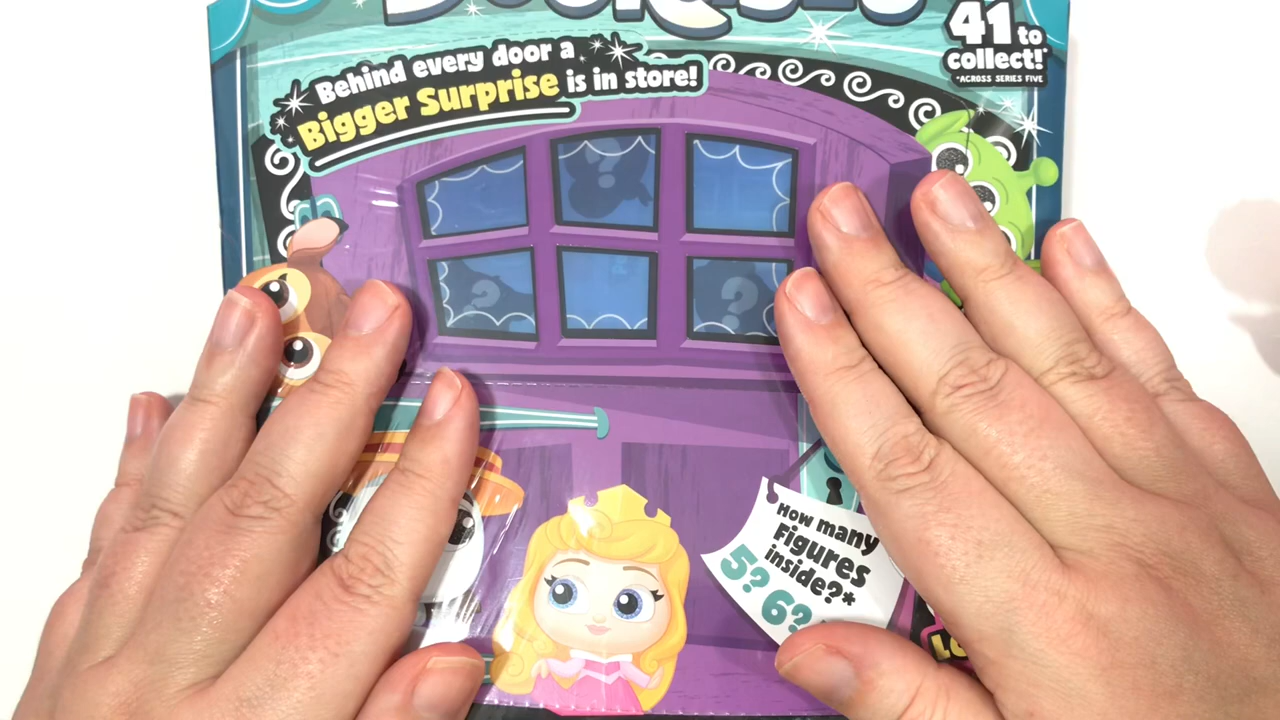 41 to
collect!*
*ACROSS SERIES FIVE
Behind every door a
Bigger Surprise is in store!
?
?
?
How many
Figures
inside?*
5? 6?